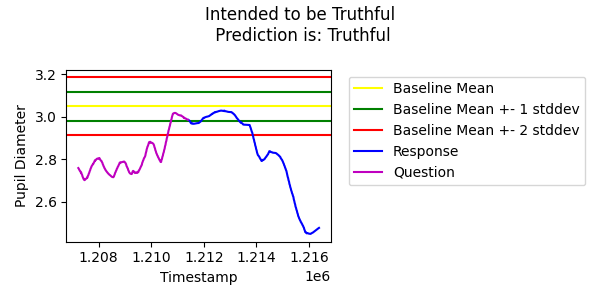 Intended to be Truthful
Prediction is: Truthful
3.2
3.0
2.8
2.6
Pupil Diameter
1.208 1.210 1.212 1.214 1.216
1e6
Timestamp
Baseline Mean
Baseline Mean +- 1 stddev
Baseline Mean +- 2 stddev
Response
Question